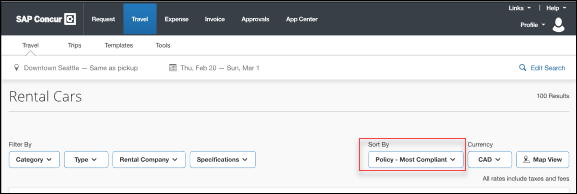 Links | Help
SAP Concur C Request Travel Expense Invoice Approvals App Center Profile
Travel Trips Templates Tools
Downtown Seattle — Same as pickup Thu, Feb 20 — Sun, Mar 1 Edit Search
Rental Cars 100 Results
Filter By Sort By Currency
Category Type Rental Company Specifications Policy - Most Compliant CAD Map View
All rates include taxes and fees